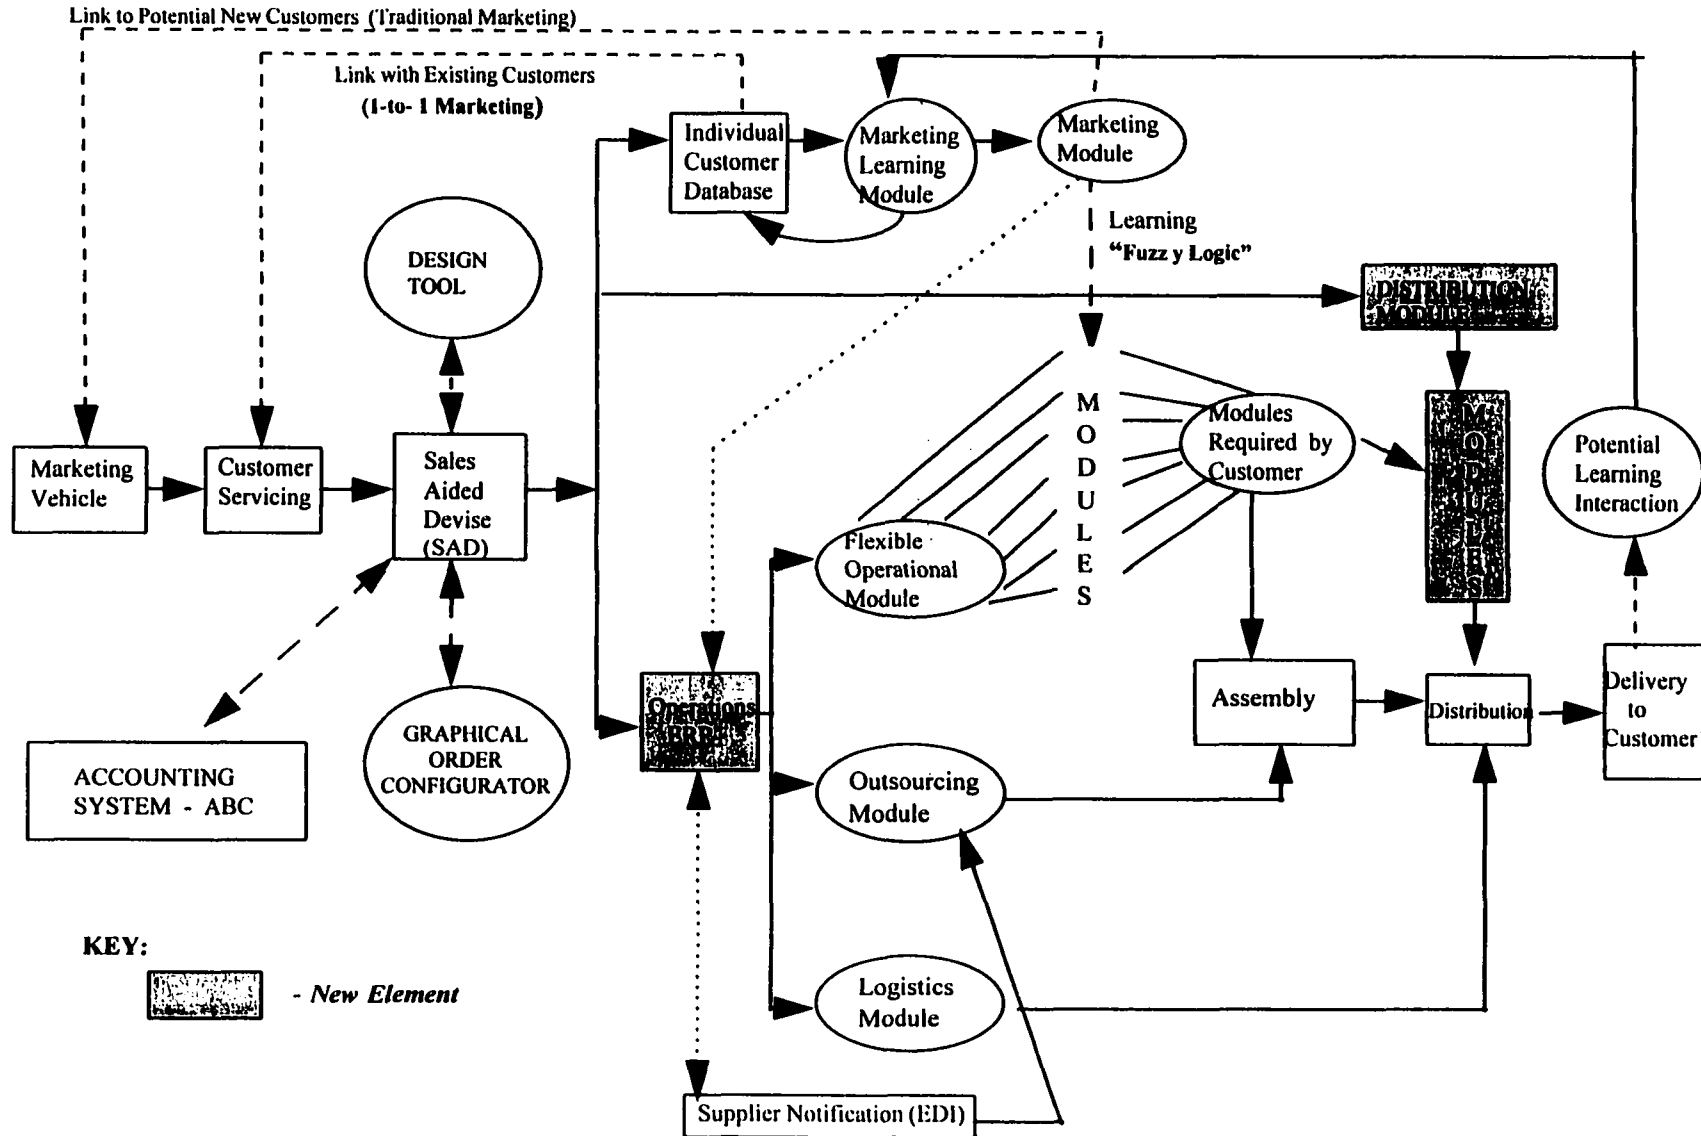 Link to Potential New Customers (Traditional Marketing)
Link with Existing Customers
(1-to- 1 Marketing)
Individual
Customer
Database
Marketing
Learning
Module
Marketing
Module
Learning
"Fuzz y Logic"
DESIGN
TOOL
DISTRIBUTION
MODULE
Marketing
Vehicle
Customer
Servicing
Sales
Aided
Devise
(SAD)
M
O
D
U
L
E
S
Modules
Required by
Customer
M
O
D
U
L
E
S
Potential
Learning
Interaction
Flexible
Operational
Module
Operations
ERP
Assembly
Distribution
Delivery
to
Customer
ACCOUNTING
SYSTEM - ABC
GRAPHICAL
ORDER
CONFIGURATOR
Outsourcing
Module
Logistics
Module
KEY:
- New Element
Supplier Notification (EDI)